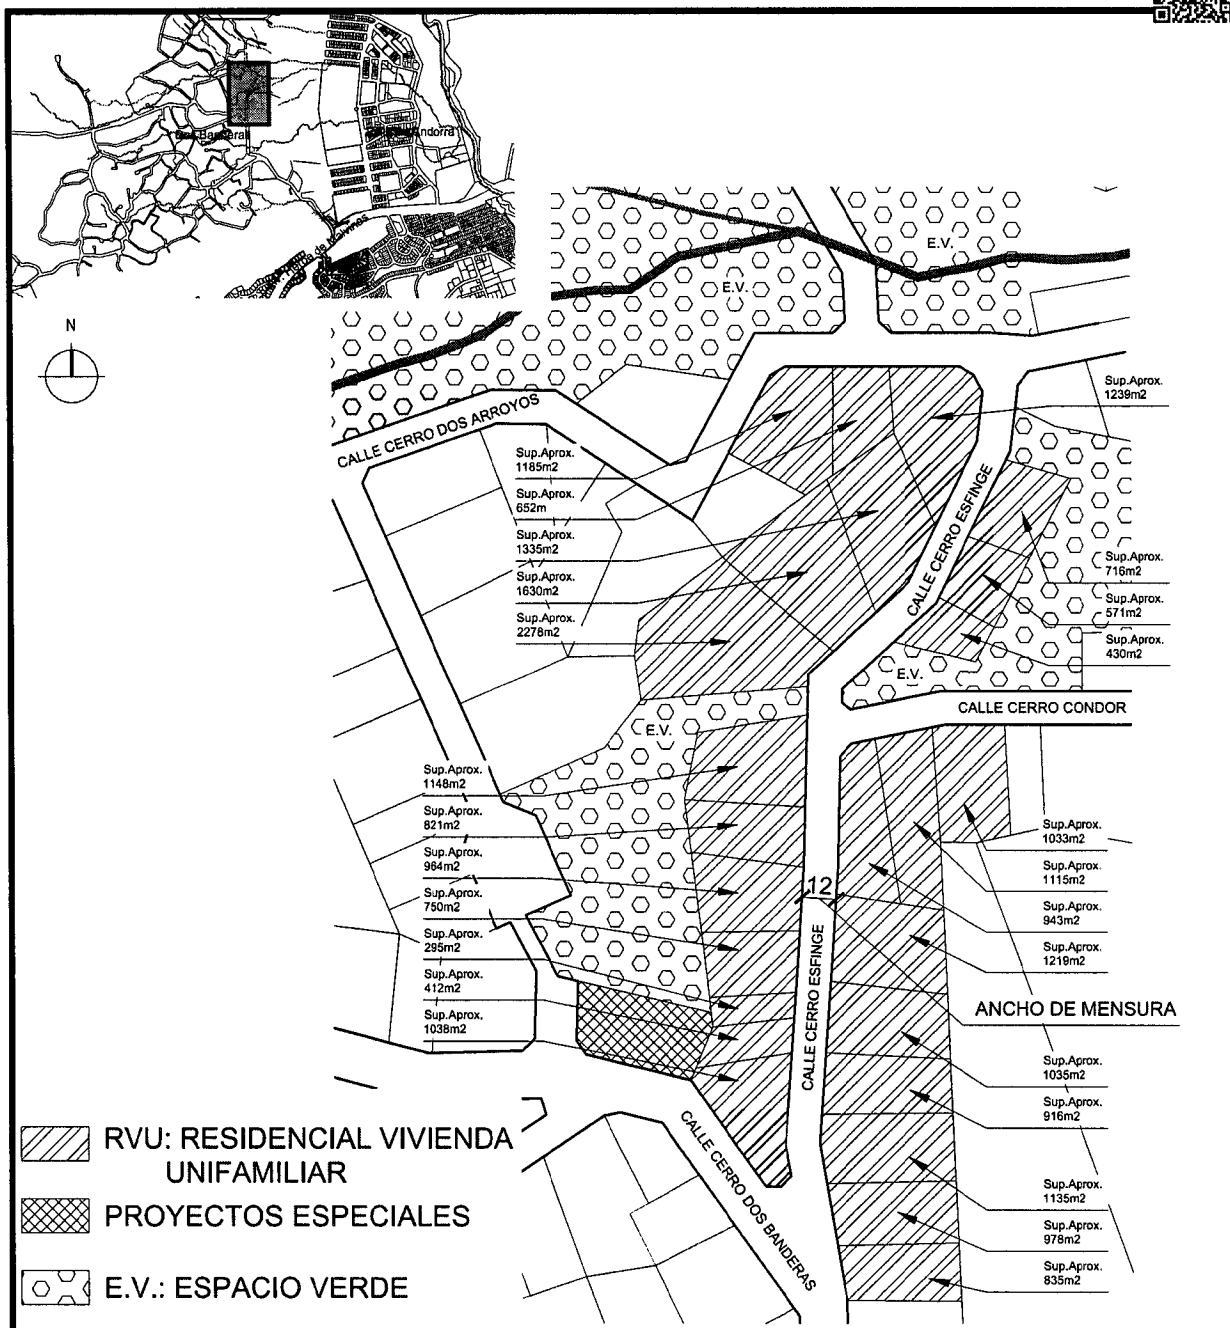 Dos Banderas
Andorra
N
E.V.
E.V.
CALLE CERRO DOS ARROYOS
Sup.Aprox.
1239m2
Sup.Aprox.
1185m2
Sup.Aprox.
652m
Sup.Aprox.
1335m2
Sup.Aprox.
1630m2
Sup.Aprox.
2278m2
CALLE CERRO ESFINGE
Sup.Aprox.
716m2
Sup.Aprox.
571m2
Sup.Aprox.
430m2
E.V.
CALLE CERRO CONDOR
E.V.
Sup.Aprox.
1148m2
Sup.Aprox.
821m2
Sup.Aprox.
964m2
Sup.Aprox.
750m2
Sup.Aprox.
295m2
Sup.Aprox.
412m2
Sup.Aprox.
1038m2
12
CALLE CERRO ESFINGE
Sup.Aprox.
1033m2
Sup.Aprox.
1115m2
Sup.Aprox.
943m2
Sup.Aprox.
1219m2
ANCHO DE MENSURA
Sup.Aprox.
1035m2
Sup.Aprox.
916m2
Sup.Aprox.
1135m2
Sup.Aprox.
978m2
Sup.Aprox.
835m2
CALLE CERRO DOS BANDERAS
RVU: RESIDENCIAL VIVIENDA
UNIFAMILIAR
PROYECTOS ESPECIALES
E.V.: ESPACIO VERDE